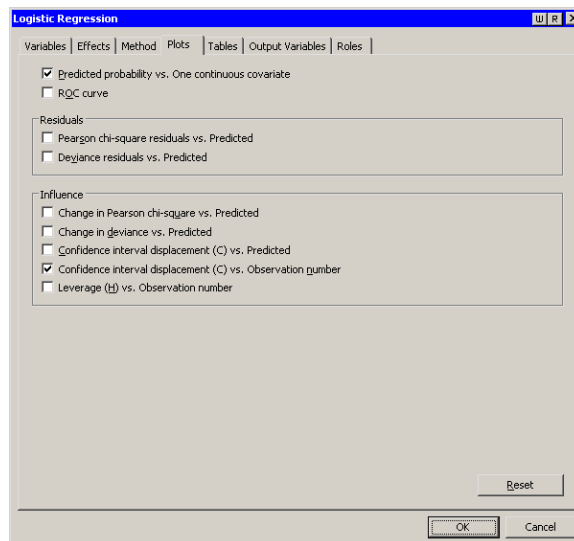 Logistic Regression
W R X
Variables Effects Method Plots Tables Output Variables Roles
Predicted probability vs. One continuous covariate
ROC curve
Residuals
Pearson chi-square residuals vs. Predicted
Deviance residuals vs. Predicted
Influence
Change in Pearson chi-square vs. Predicted
Change in deviance vs. Predicted
Confidence interval displacement (C) vs. Predicted
Confidence interval displacement (C) vs. Observation number
Leverage (H) vs. Observation number
Reset
OK Cancel